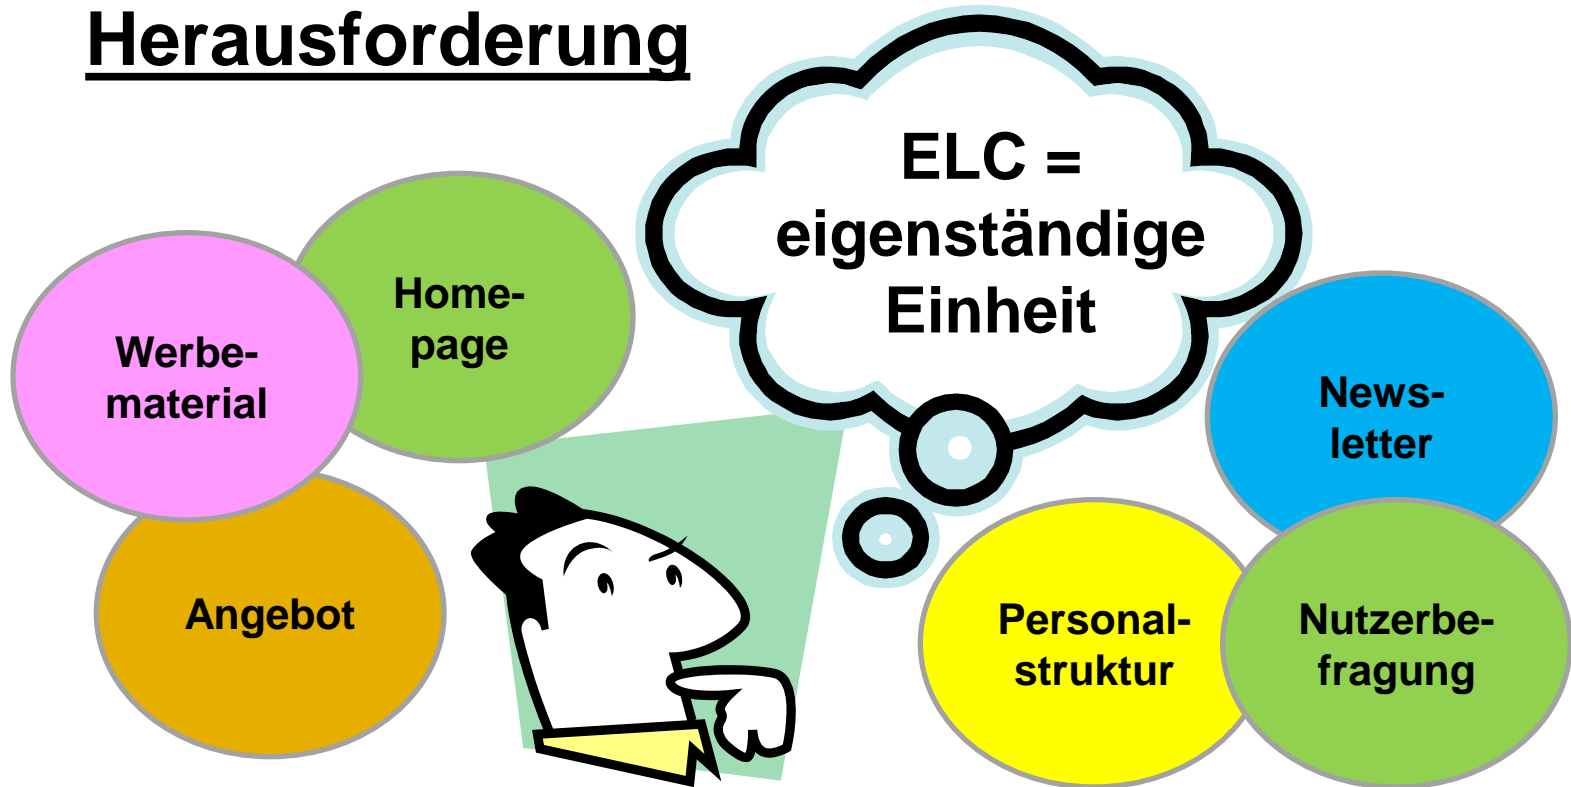 Herausforderung
ELC =
eigenständige
Einheit
Home-
page
Werbe-
material
Angebot
News-
letter
Personal-
struktur
Nutzerbe-
fragung